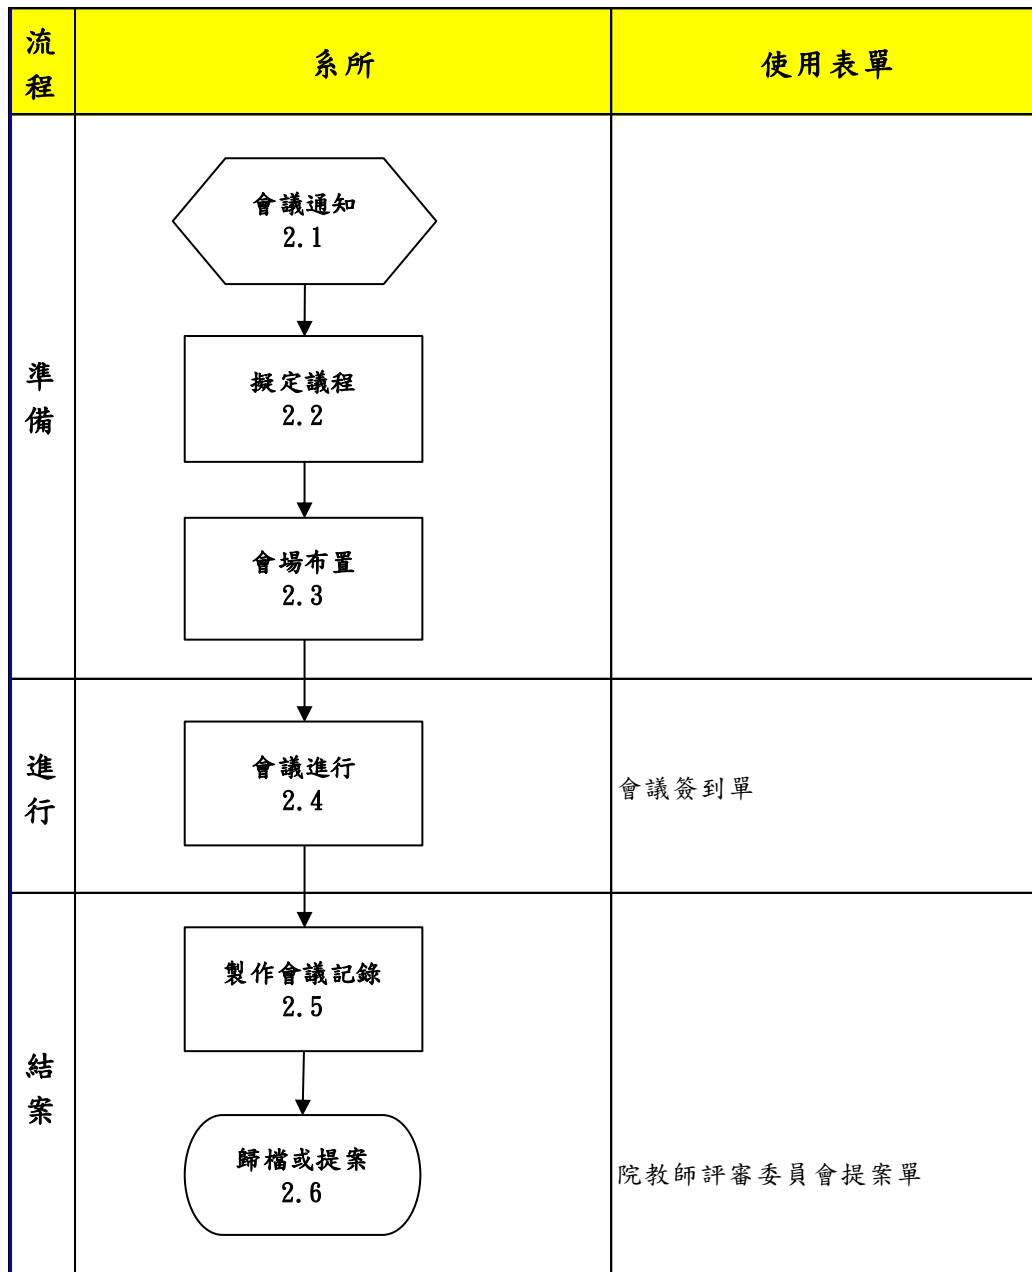 流
程
系所
使用表單
準
備
會議通知
2.1
擬定議程
2.2
會場布置
2.3
進
行
會議進行
2.4
會議簽到單
結
案
製作會議記錄
2.5
歸檔或提案
2.6
院教師評審委員會提案單